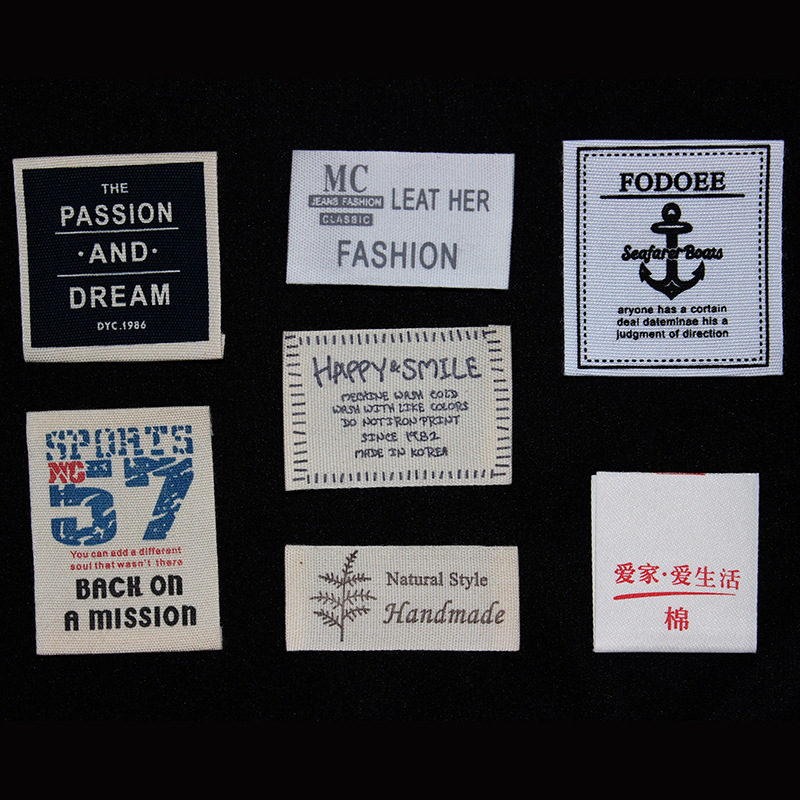 THE
PASSION
·AND·
DREAM
DYC.1986
MC
JEANS FASHION
CLASSIC
LEAT HER
FASHION
FODOEE
Seafarer Boats
aryone has a cortain
deal dateminae his a
judgment of direction
HAPPY&SMILE
MECHINE WASH COLD
WASH WITH LIKE COLORS
DO NOT IRON PRINT
SINCE 1982
MADE IN KOREA
SPORTS
NC
57
You can add a different
soul that wasn't there
BACK ON
A MISSION
Natural Style
Handmade
爱家·爱生活
棉